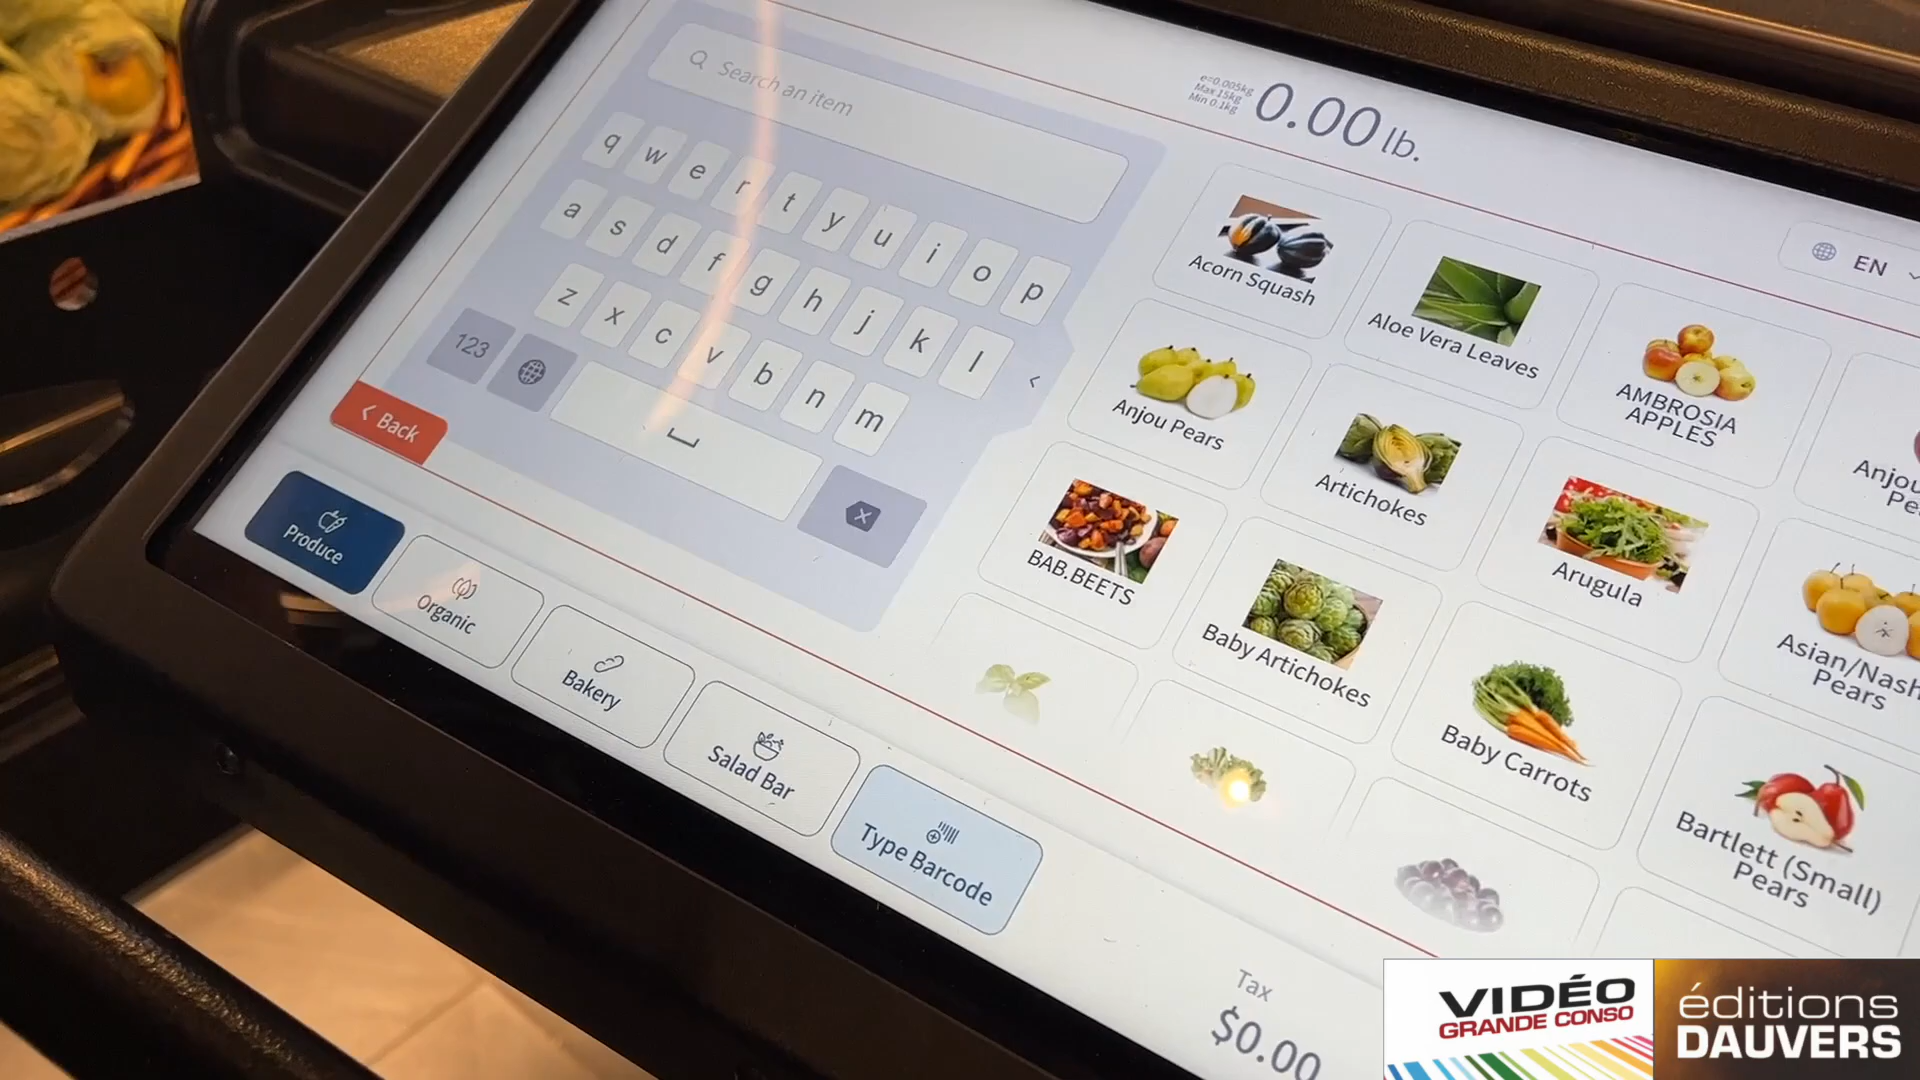 Search an item
q w e r t y u i o p
a s d f g h j k l
z x c v b n m
123
Back
Produce
Organic
Bakery
Salad Bar
Type Barcode
e=0.005kg
Max 15kg
Min 0.1kg
0.00 lb.
EN
Acorn Squash
Aloe Vera Leaves
AMBROSIA
APPLES
Anjou Pears
Artichokes
Arugula
BAB.BEETS
Baby Artichokes
Baby Carrots
Asian/Nash
Pears
Bartlett (Small)
Pears
Tax
$0.00
VIDÉO
GRANDE CONSO
éditions
DAUVERS